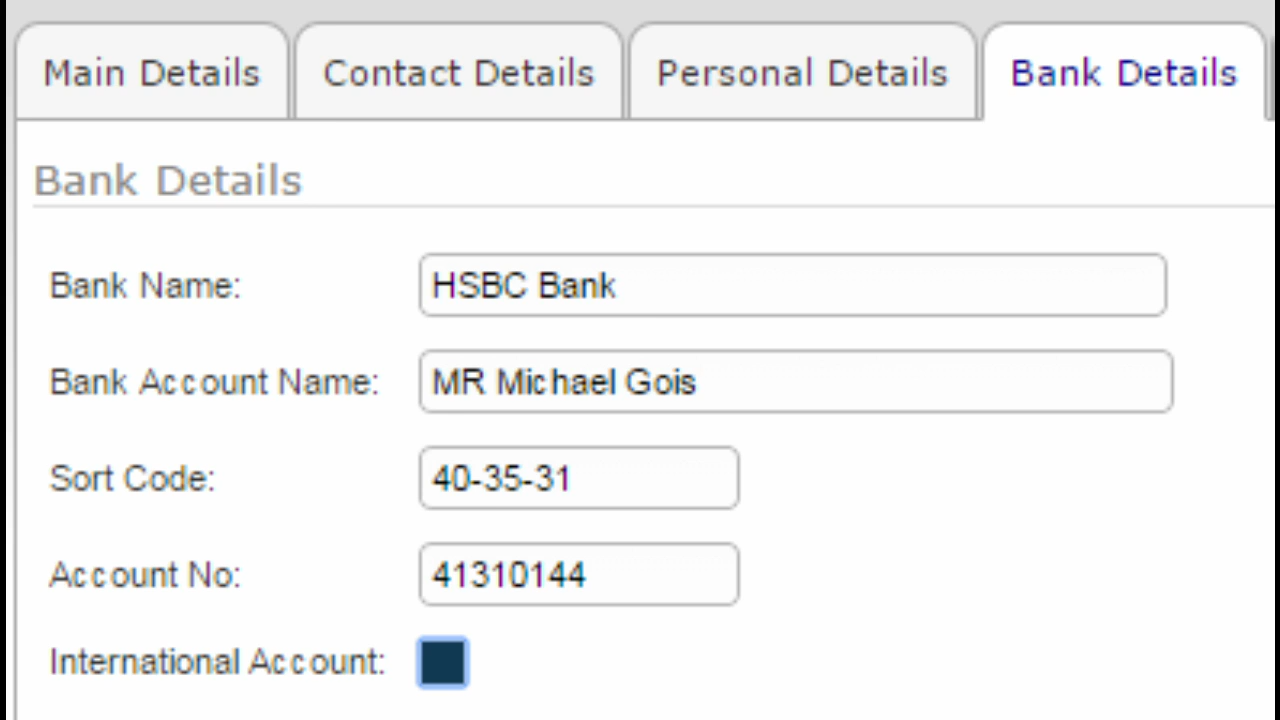 Main Details Contact Details Personal Details Bank Details
Bank Details
Bank Name: HSBC Bank
Bank Account Name: MR Michael Gois
Sort Code: 40-35-31
Account No: 41310144
International Account: